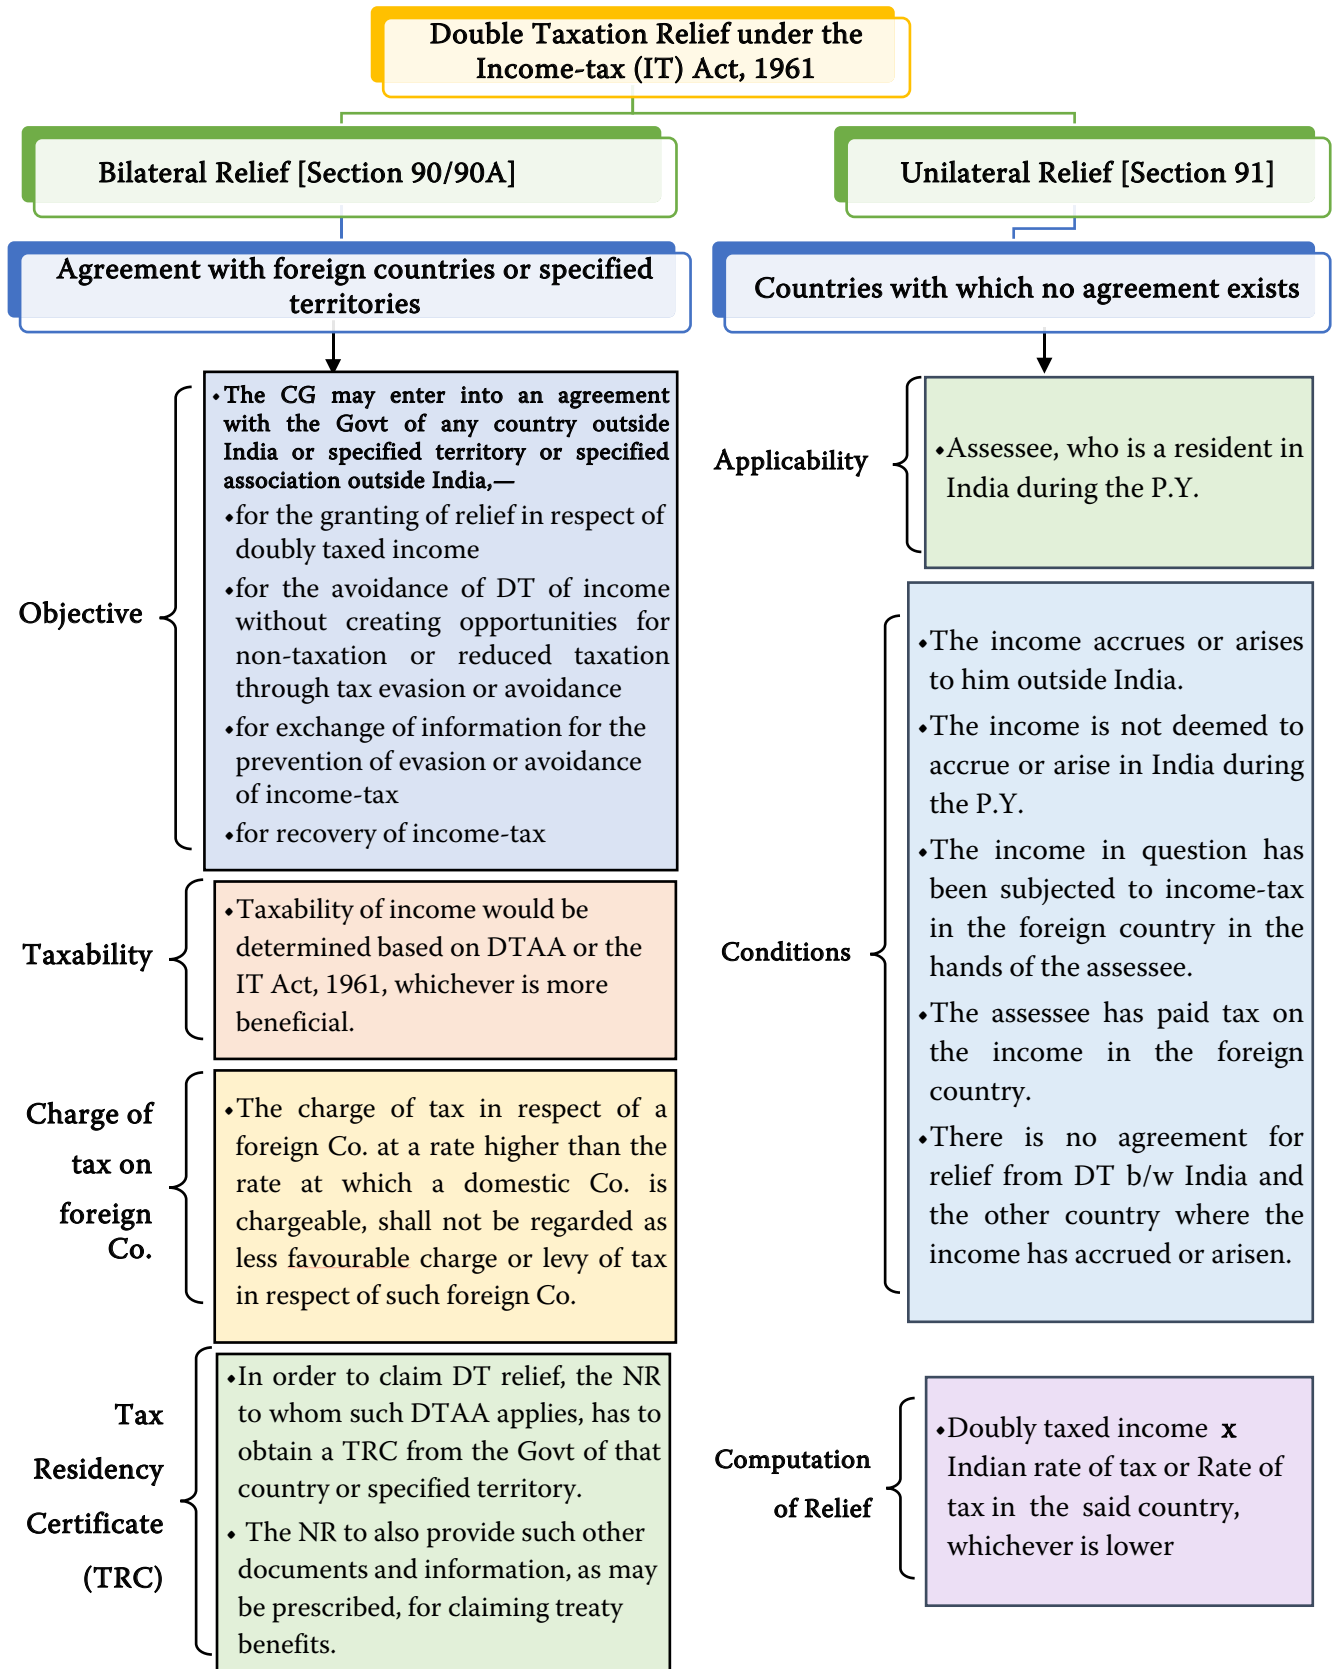 Double Taxation Relief under the
Income-tax (IT) Act, 1961
Bilateral Relief [Section 90/90A]
Agreement with foreign countries or specified
territories
Objective
•The CG may enter into an agreement
with the Govt of any country outside
India or specified territory or specified
association outside India,—
•for the granting of relief in respect of
doubly taxed income
•for the avoidance of DT of income
without creating opportunities for
non-taxation or reduced taxation
through tax evasion or avoidance
•for exchange of information for the
prevention of evasion or avoidance
of income-tax
•for recovery of income-tax
Taxability
•Taxability of income would be
determined based on DTAA or the
IT Act, 1961, whichever is more
beneficial.
Charge of
tax on
foreign
Co.
•The charge of tax in respect of a
foreign Co. at a rate higher than the
rate at which a domestic Co. is
chargeable, shall not be regarded as
less favourable charge or levy of tax
in respect of such foreign Co.
Tax
Residency
Certificate
(TRC)
•In order to claim DT relief, the NR
to whom such DTAA applies, has to
obtain a TRC from the Govt of that
country or specified territory.
• The NR to also provide such other
documents and information, as may
be prescribed, for claiming treaty
benefits.
Unilateral Relief [Section 91]
Countries with which no agreement exists
Applicability
•Assessee, who is a resident in
India during the P.Y.
Conditions
•The income accrues or arises
to him outside India.
•The income is not deemed to
accrue or arise in India during
the P.Y.
•The income in question has
been subjected to income-tax
in the foreign country in the
hands of the assessee.
•The assessee has paid tax on
the income in the foreign
country.
•There is no agreement for
relief from DT b/w India and
the other country where the
income has accrued or arisen.
Computation
of Relief
•Doubly taxed income x
Indian rate of tax or Rate of
tax in the said country,
whichever is lower